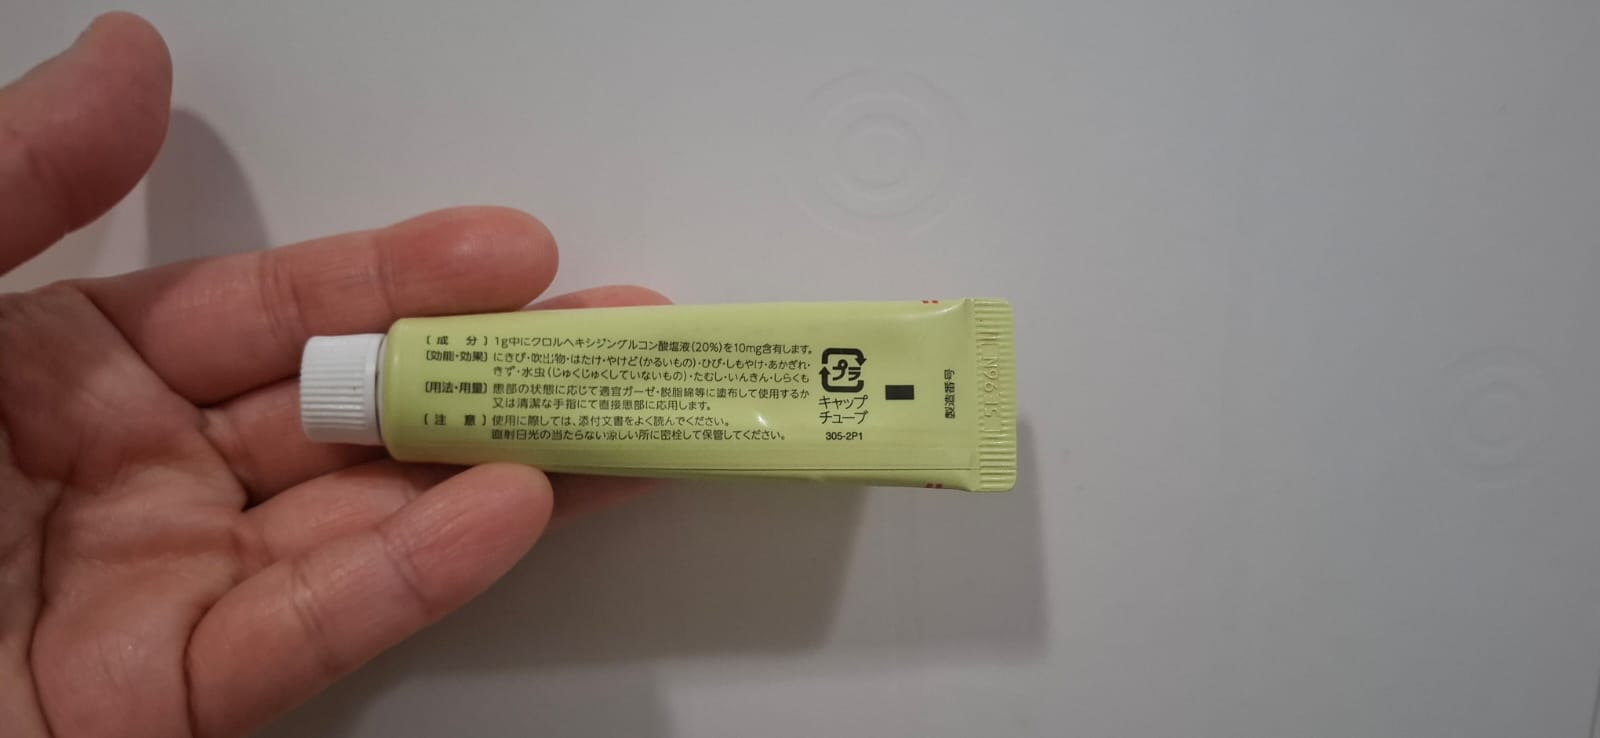 〔成　分〕1g中にクロルヘキシジングルコン酸塩液(20%)を10mg含有します。
〔効能・効果〕にきび・吹出物・はたけ・やけど(かるいもの)・ひび・しもやけ・あかぎれ・
きず・水虫(じゅくじゅくしていないもの)・たむし・いんきん・しらくも
〔用法・用量〕患部の状態に応じて適宜ガーゼ・脱脂綿等に塗布して使用するか
又は清潔な手指にて直接患部に応用します。
〔注　意〕使用に際しては、添付文書をよく読んでください。
直射日光の当たらない涼しい所に密栓して保管してください。
プラ
キャップ
チューブ
305-2P1
製造番号